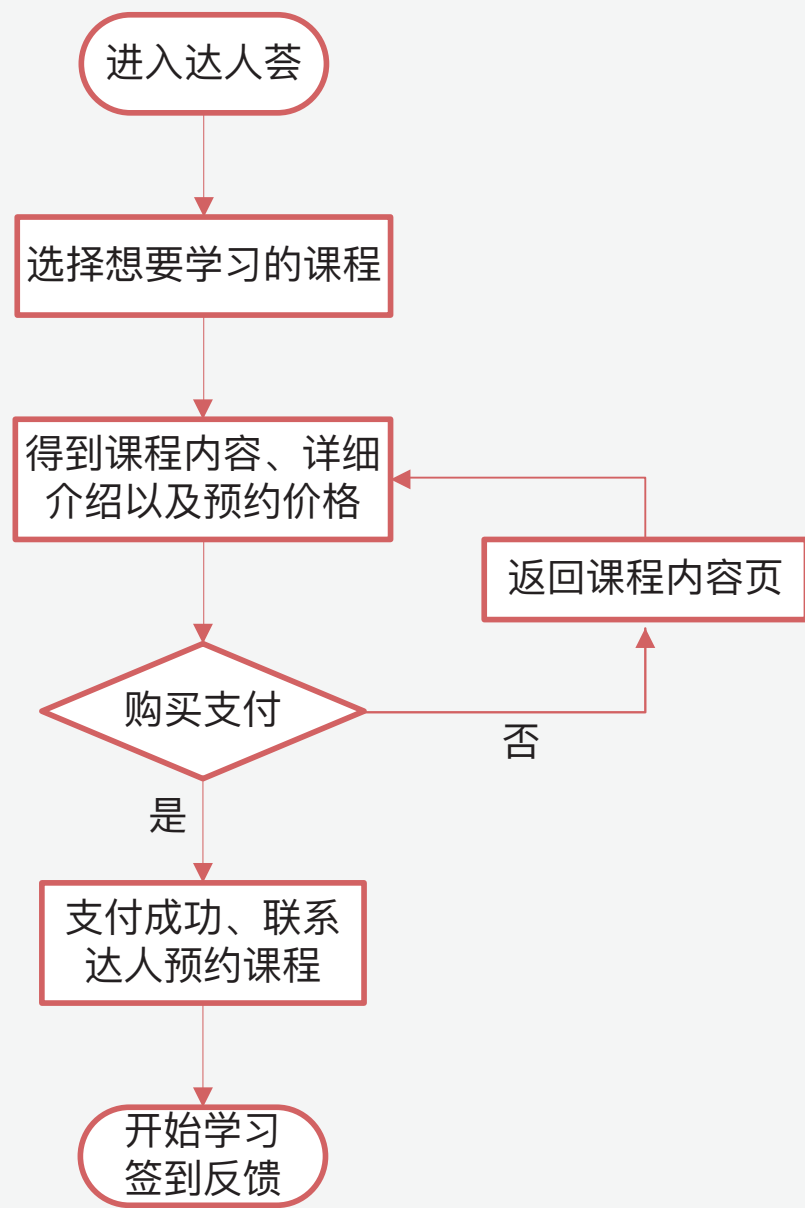 进入达人荟
选择想要学习的课程
得到课程内容、详细
介绍以及预约价格
返回课程内容页
购买支付
否
是
支付成功、联系
达人预约课程
开始学习
签到反馈